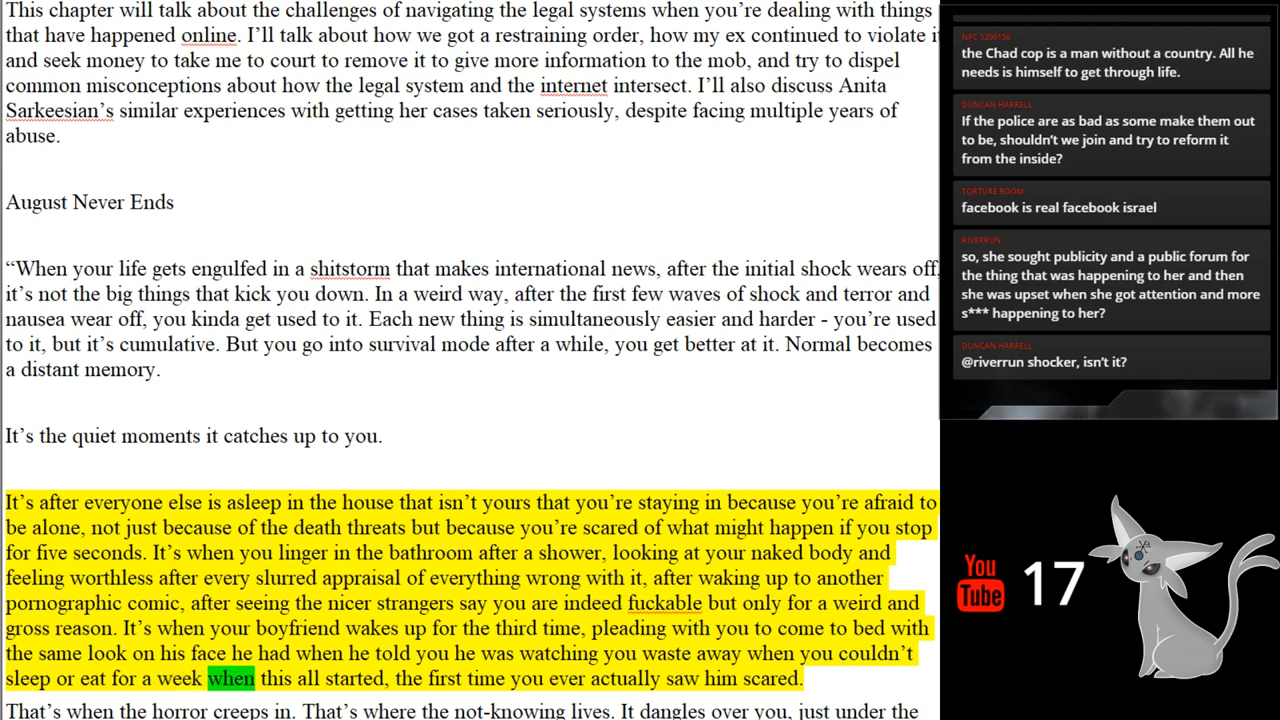 This chapter will talk about the challenges of navigating the legal systems when you’re dealing with things
that have happened online. I’ll talk about how we got a restraining order, how my ex continued to violate it
and seek money to take me to court to remove it to give more information to the mob, and try to dispel
common misconceptions about how the legal system and the internet intersect. I’ll also discuss Anita
Sarkeesian’s similar experiences with getting her cases taken seriously, despite facing multiple years of
abuse.
August Never Ends
“When your life gets engulfed in a shitstorm that makes international news, after the initial shock wears off,
it’s not the big things that kick you down. In a weird way, after the first few waves of shock and terror and
nausea wear off, you kinda get used to it. Each new thing is simultaneously easier and harder - you’re used
to it, but it’s cumulative. But you go into survival mode after a while, you get better at it. Normal becomes
a distant memory.
It’s the quiet moments it catches up to you.
It’s after everyone else is asleep in the house that isn’t yours that you’re staying in because you’re afraid to
be alone, not just because of the death threats but because you’re scared of what might happen if you stop
for five seconds. It’s when you linger in the bathroom after a shower, looking at your naked body and
feeling worthless after every slurred appraisal of everything wrong with it, after waking up to another
pornographic comic, after seeing the nicer strangers say you are indeed fuckable but only for a weird and
gross reason. It’s when your boyfriend wakes up for the third time, pleading with you to come to bed with
the same look on his face he had when he told you he was watching you waste away when you couldn’t
sleep or eat for a week when this all started, the first time you ever actually saw him scared.
That’s when the horror creeps in. That’s where the not-knowing lives. It dangles over you, just under the
NPC 5209156
the Chad cop is a man without a country. All he
needs is himself to get through life.
DUNCAN HARRELL
If the police are as bad as some make them out
to be, shouldn’t we join and try to reform it
from the inside?
TORTURE ROOM
facebook is real facebook israel
RIVERRUN
so, she sought publicity and a public forum for
the thing that was happening to her and then
she was upset when she got attention and more
s*** happening to her?
DUNCAN HARRELL
@riverrun shocker, isn’t it?
You
Tube
17